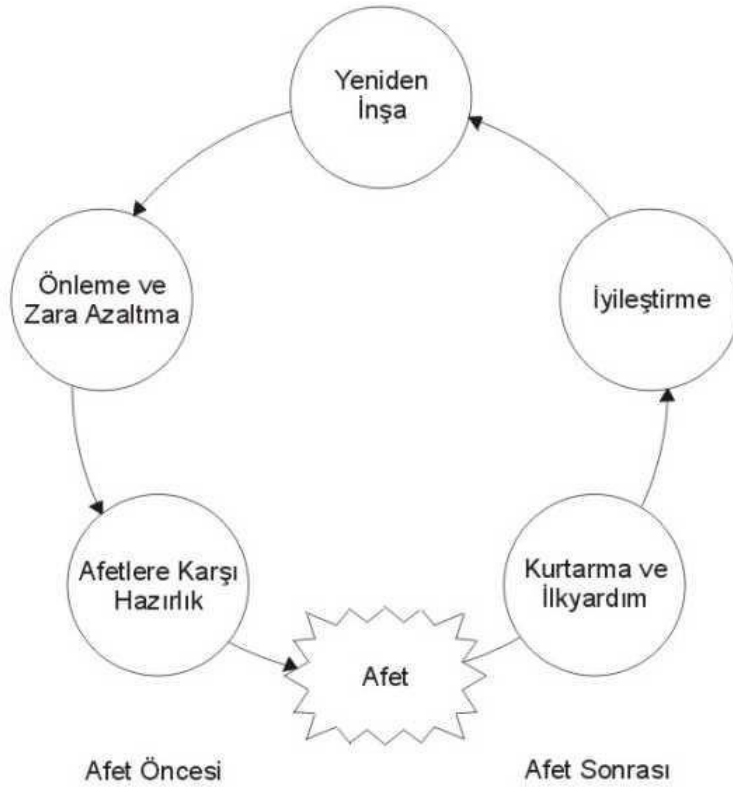 Yeniden
İnşa
Önleme ve
Zara Azaltma
İyileştirme
Afetlere Karşı
Hazırlık
Kurtarma ve
İlkyardım
Afet
Afet Öncesi
Afet Sonrası